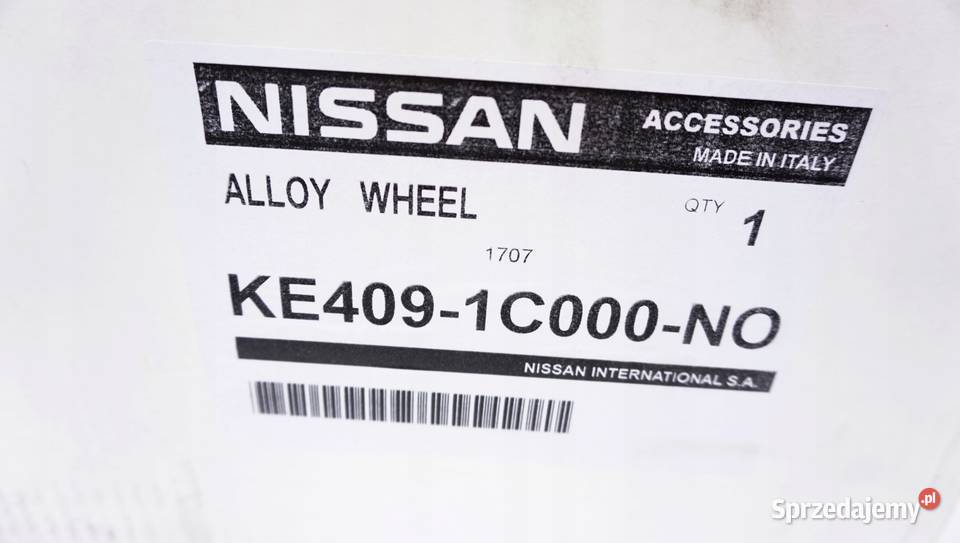 NISSAN ACCESSORIES
MADE IN ITALY
ALLOY WHEEL QTY 1
1707
KE409-1C000-NO
NISSAN INTERNATIONAL S.A.
Sprzedajemy.pl